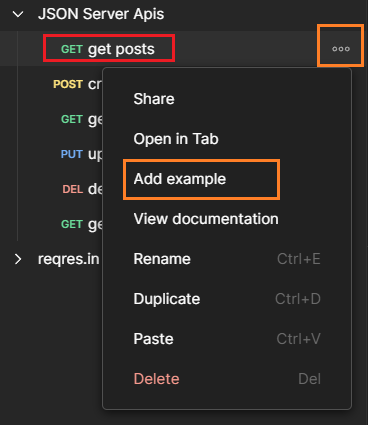 JSON Server Apis
GET get posts
POST cr
GET ge
PUT up
DEL de
GET ge
reqres.in
Share
Open in Tab
Add example
View documentation
Rename Ctrl+E
Duplicate Ctrl+D
Paste Ctrl+V
Delete Del